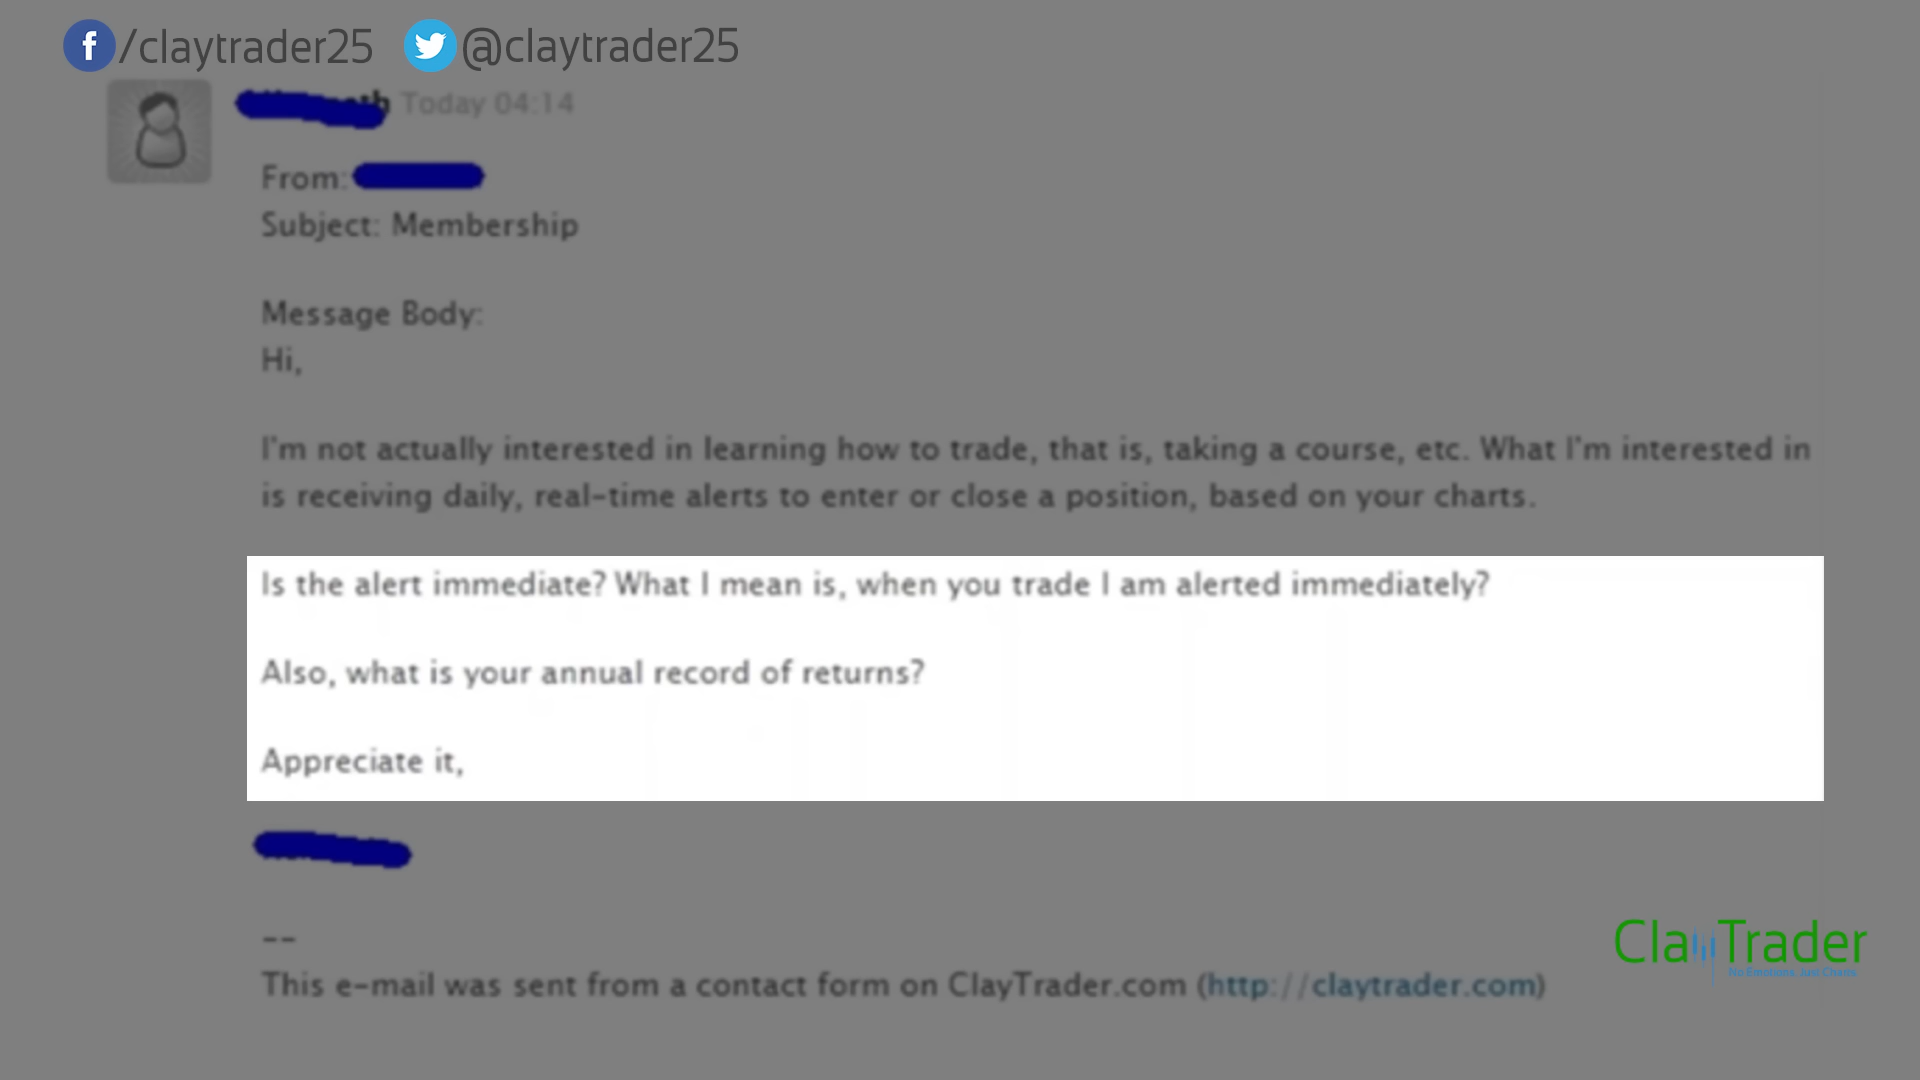 /claytrader25 @claytrader25
Today 04:14
From:
Subject: Membership
Message Body:
Hi,
I'm not actually interested in learning how to trade, that is, taking a course, etc. What I'm interested in
is receiving daily, real-time alerts to enter or close a position, based on your charts.
Is the alert immediate? What I mean is, when you trade I am alerted immediately?
Also, what is your annual record of returns?
Appreciate it,
--
This e-mail was sent from a contact form on ClayTrader.com (http://claytrader.com)
ClayTrader
No Emotions. Just Charts.